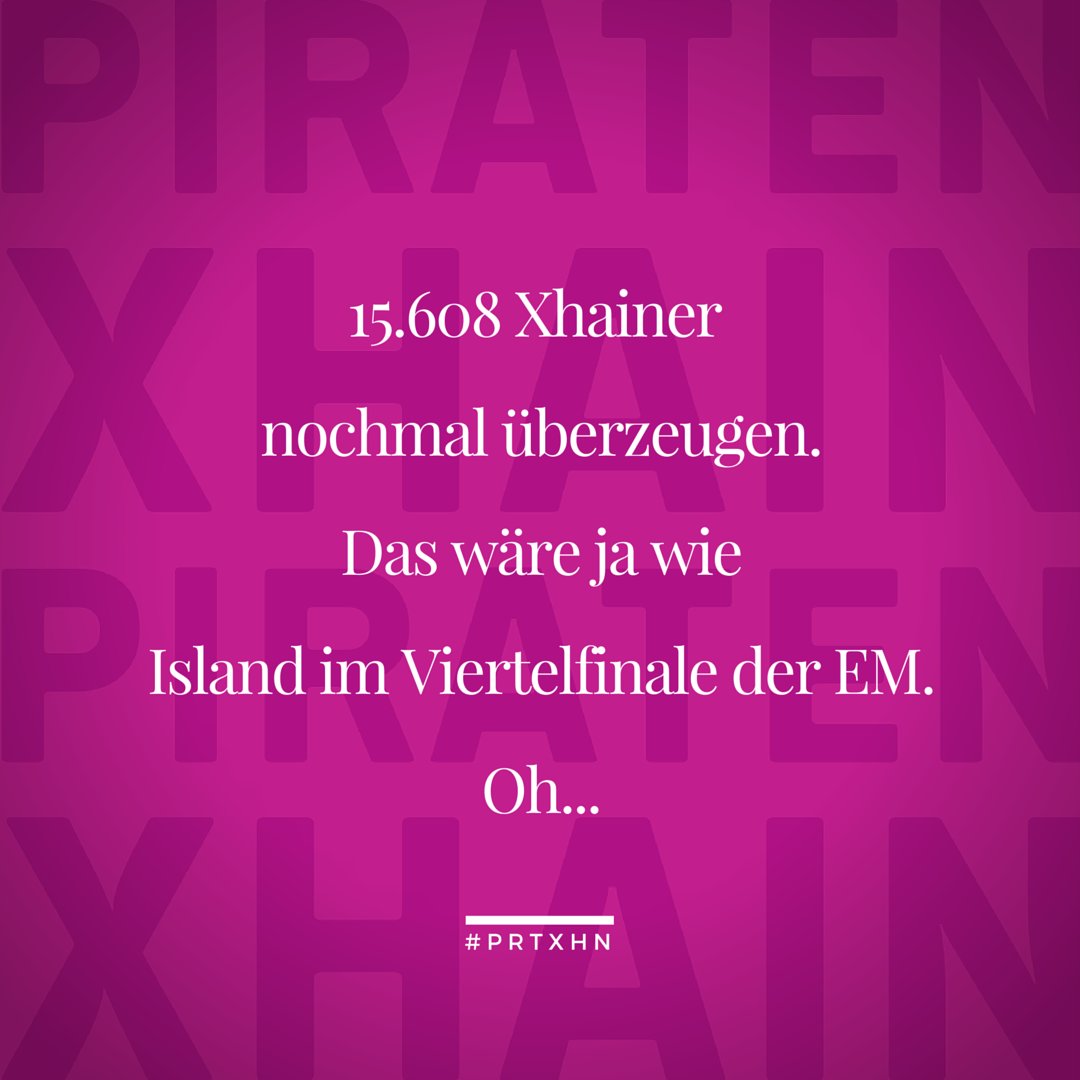 PIRATEN
XHAIN
15.608 Xhainer
nochmal überzeugen.
Das wäre ja wie
PIRATEN
Island im Viertelfinale der EM.
Oh...
XHAIN
#PRTXHN